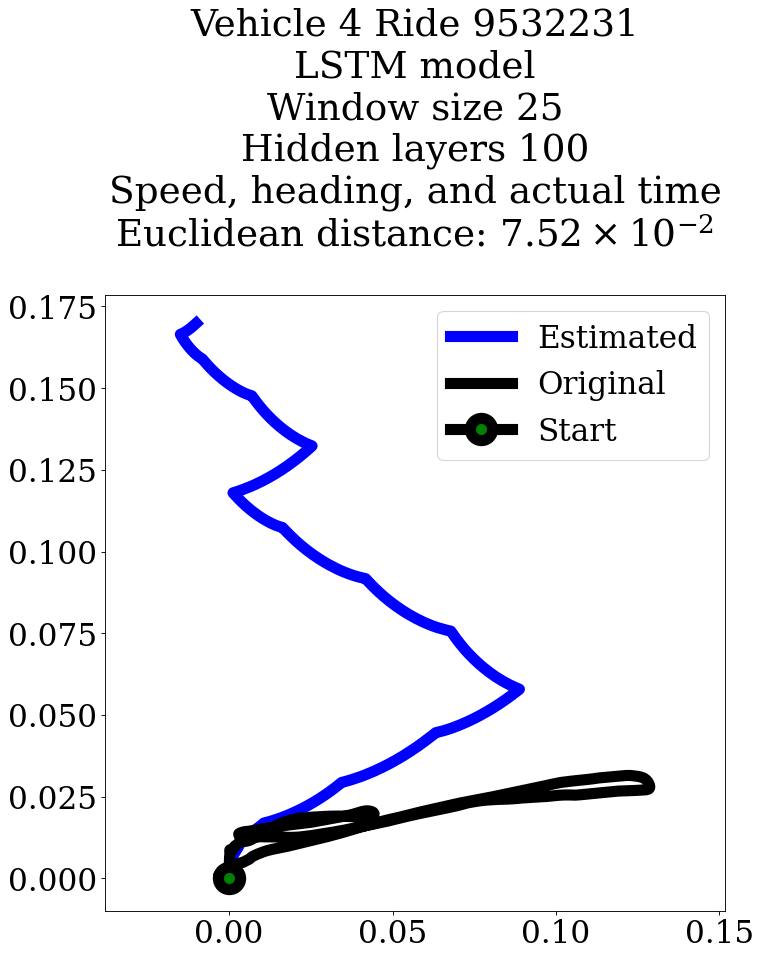 Vehicle 4 Ride 9532231
LSTM model
Window size 25
Hidden layers 100
Speed, heading, and actual time
Euclidean distance: 7.52 × 10⁻²
0.175
0.150
0.125
0.100
0.075
0.050
0.025
0.000
Estimated
Original
Start
0.00 0.05 0.10 0.15